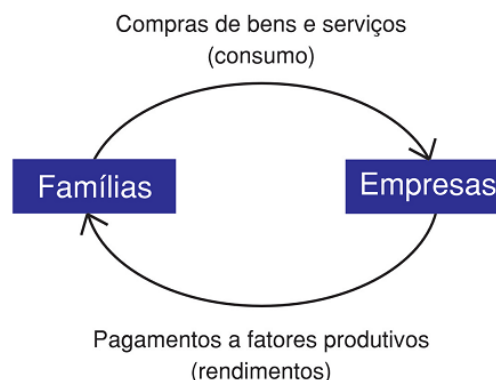 Compras de bens e serviços
(consumo)
Famílias
Empresas
Pagamentos a fatores produtivos
(rendimentos)